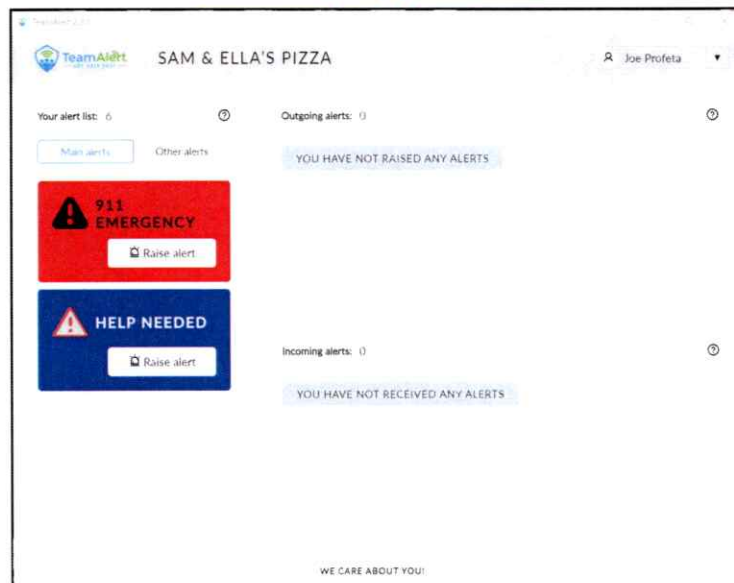 TeamAlert
SAM & ELLA'S PIZZA
Joe Profeta
Your alert list: 6
Main alerts
Other alerts
911
EMERGENCY
Raise alert
HELP NEEDED
Raise alert
Outgoing alerts: 0
YOU HAVE NOT RAISED ANY ALERTS
Incoming alerts: 0
YOU HAVE NOT RECEIVED ANY ALERTS
WE CARE ABOUT YOU!